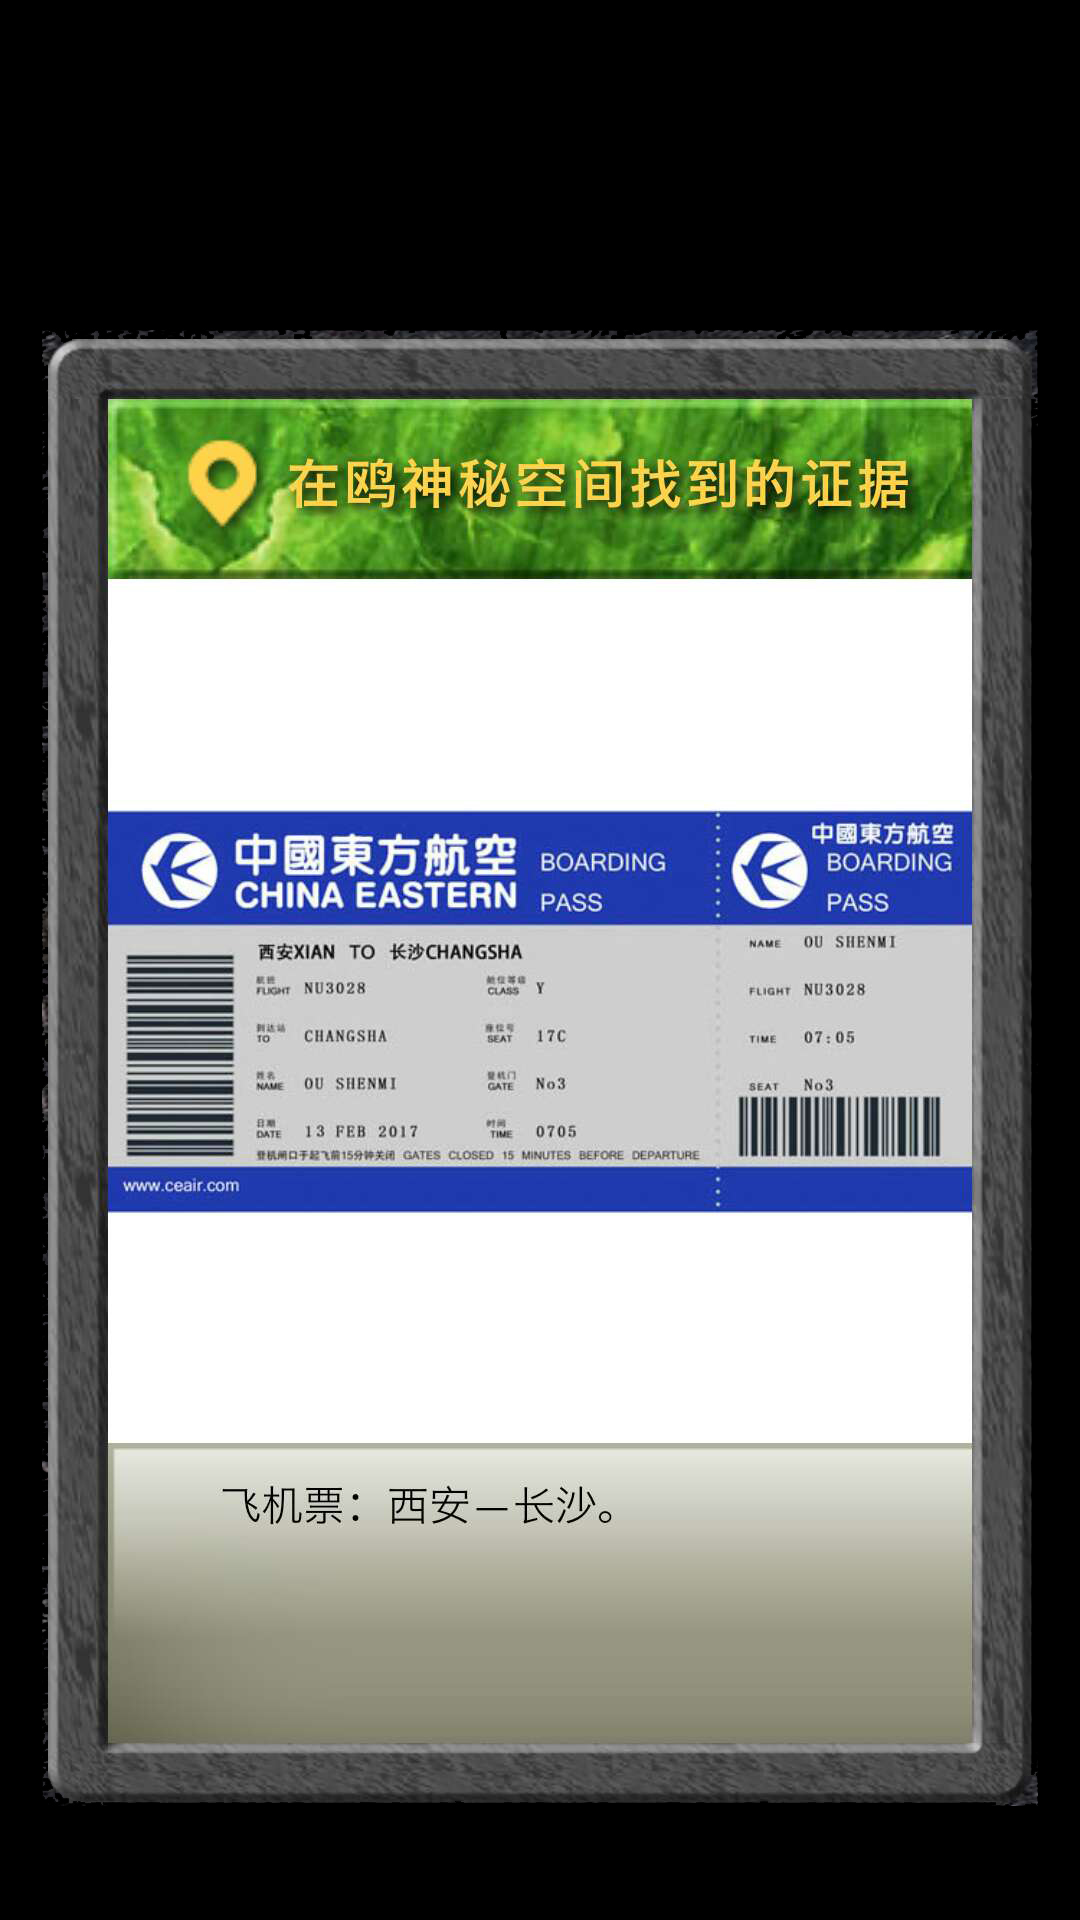 在鸥神秘空间找到的证据
中國東方航空
CHINA EASTERN
BOARDING
PASS
西安XIAN TO 长沙CHANGSHA
航班
FLIGHT NU3028
舱位等级
CLASS Y
到达站
TO CHANGSHA
座位号
SEAT 17C
姓名
NAME OU SHENMI
登机门
GATE No3
日期
DATE 13 FEB 2017
时间
TIME 0705
登机闸口于起飞前15分钟关闭 GATES CLOSED 15 MINUTES BEFORE DEPARTURE
www.ceair.com
中國東方航空
BOARDING
PASS
NAME OU SHENMI
FLIGHT NU3028
TIME 07:05
SEAT No3
飞机票：西安—长沙。